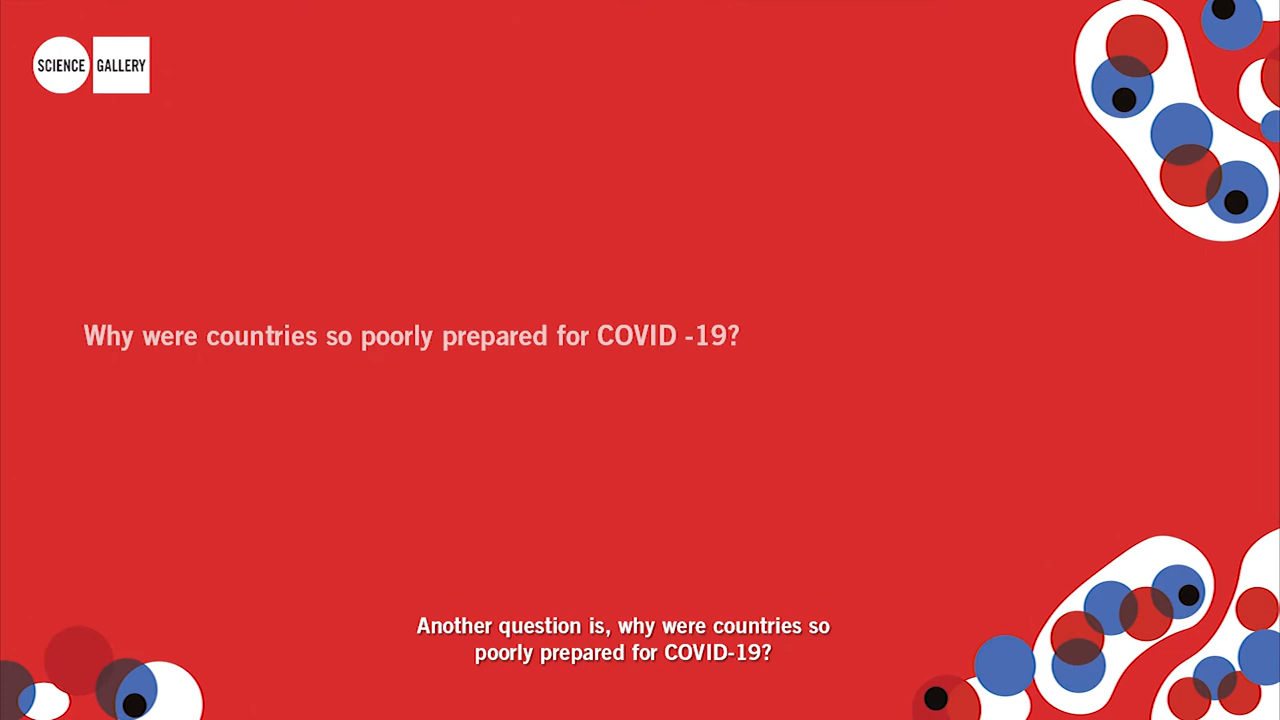 SCIENCE GALLERY
Why were countries so poorly prepared for COVID -19?
Another question is, why were countries so
poorly prepared for COVID-19?